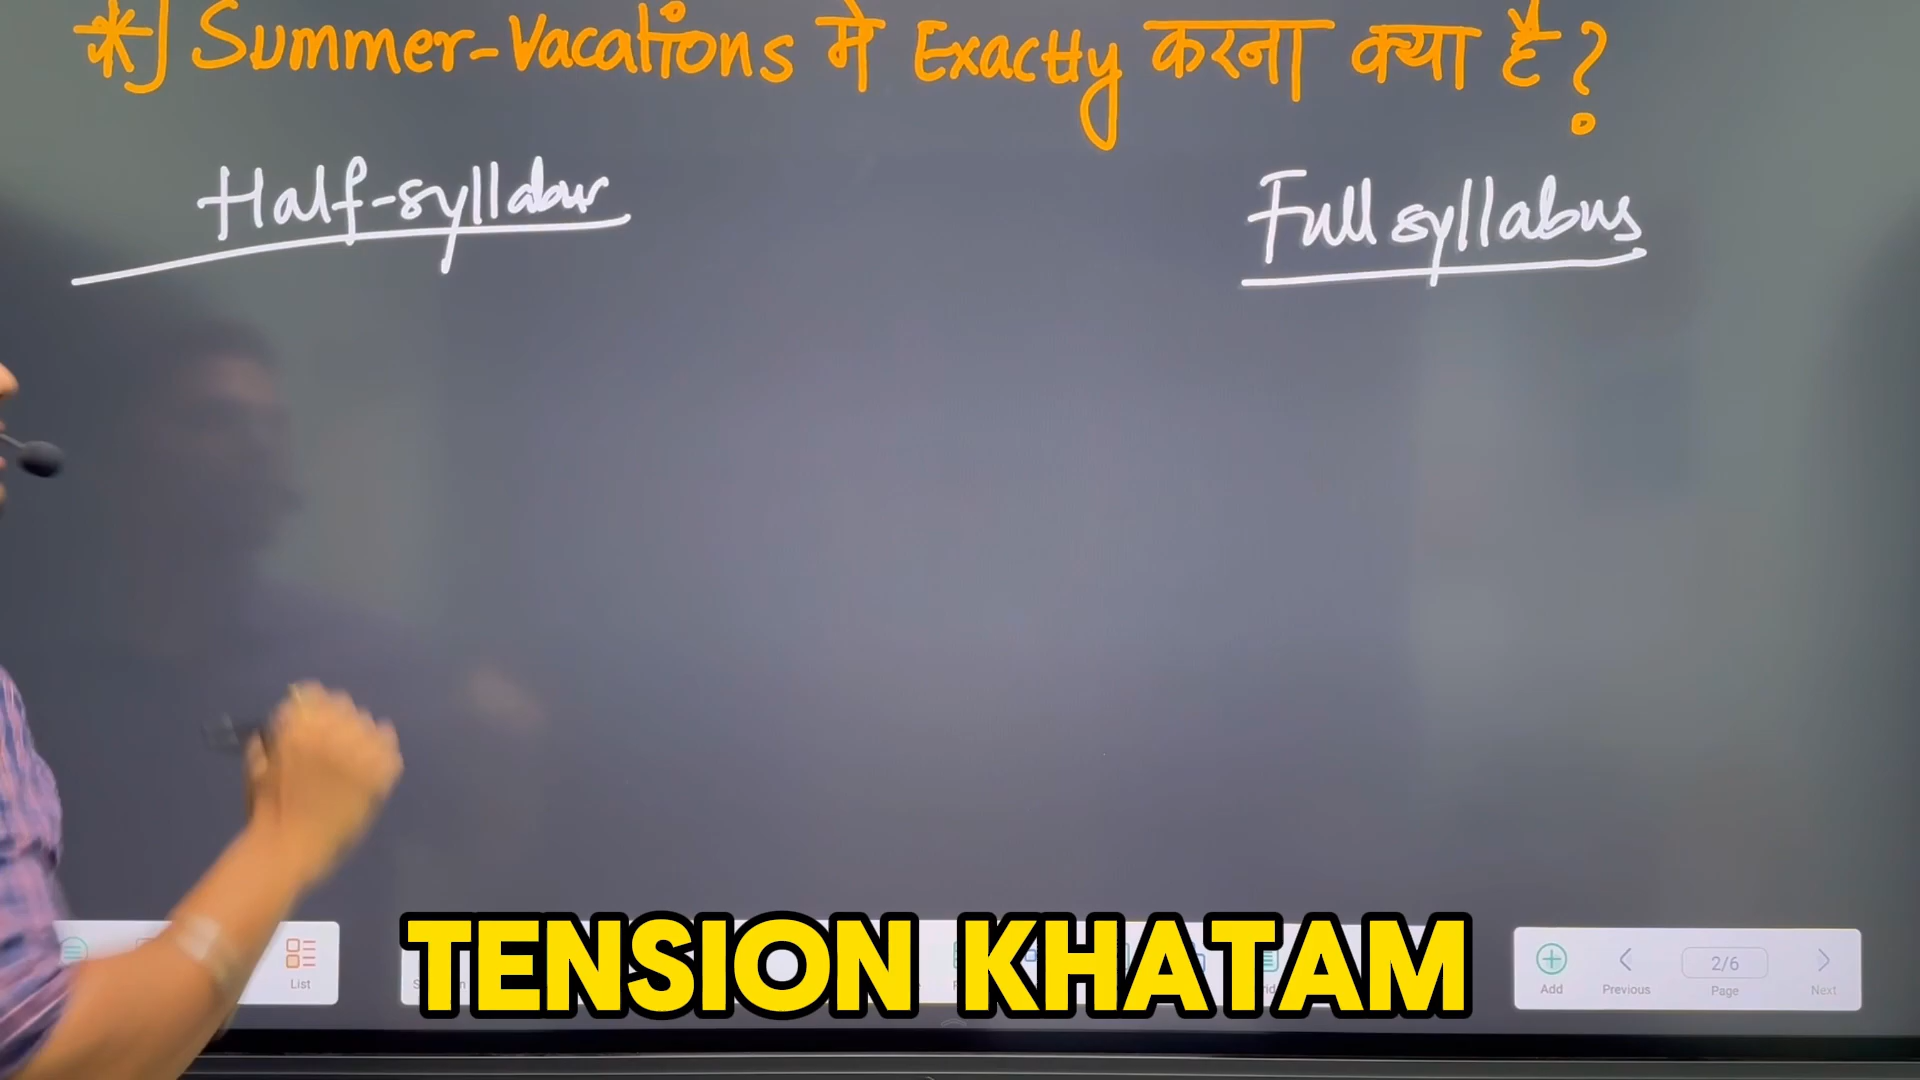 *] Summer-Vacations मे Exactly करना क्या है?
Half-syllabus
Full syllabus
TENSION KHATAM
List
Add
Previous
2/6
Page
Next